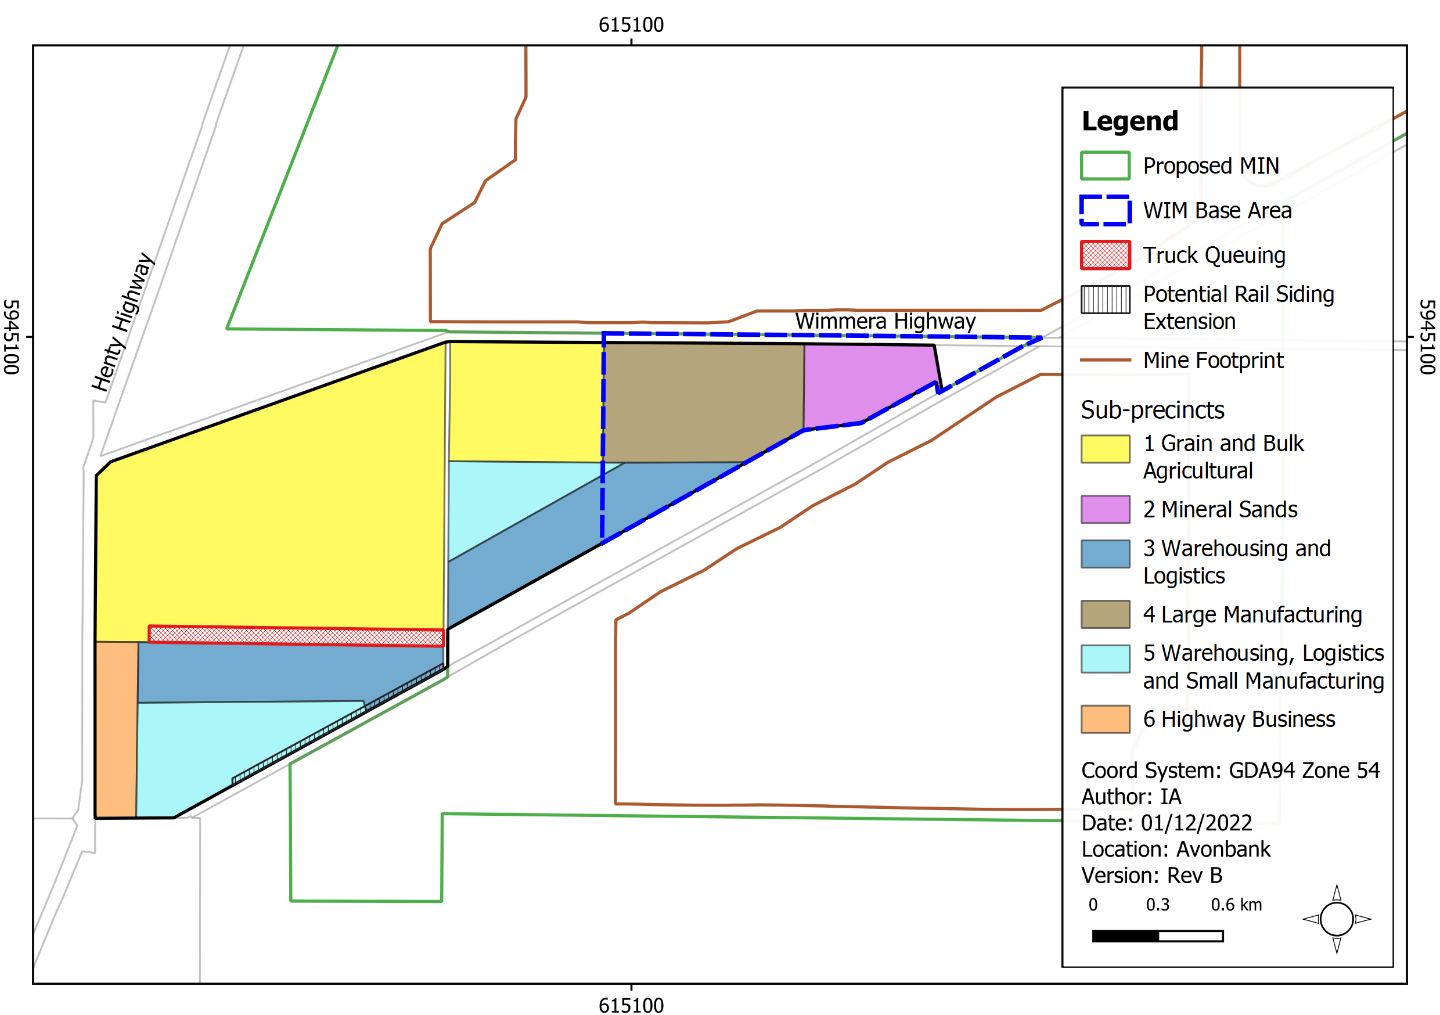 615100
Henty Highway
5945100
Wimmera Highway
5945100
615100
Legend
Proposed MIN
WIM Base Area
Truck Queuing
Potential Rail Siding
Extension
Mine Footprint
Sub-precincts
1 Grain and Bulk
Agricultural
2 Mineral Sands
3 Warehousing and
Logistics
4 Large Manufacturing
5 Warehousing, Logistics
and Small Manufacturing
6 Highway Business
Coord System: GDA94 Zone 54
Author: IA
Date: 01/12/2022
Location: Avonbank
Version: Rev B
0 0.3 0.6 km